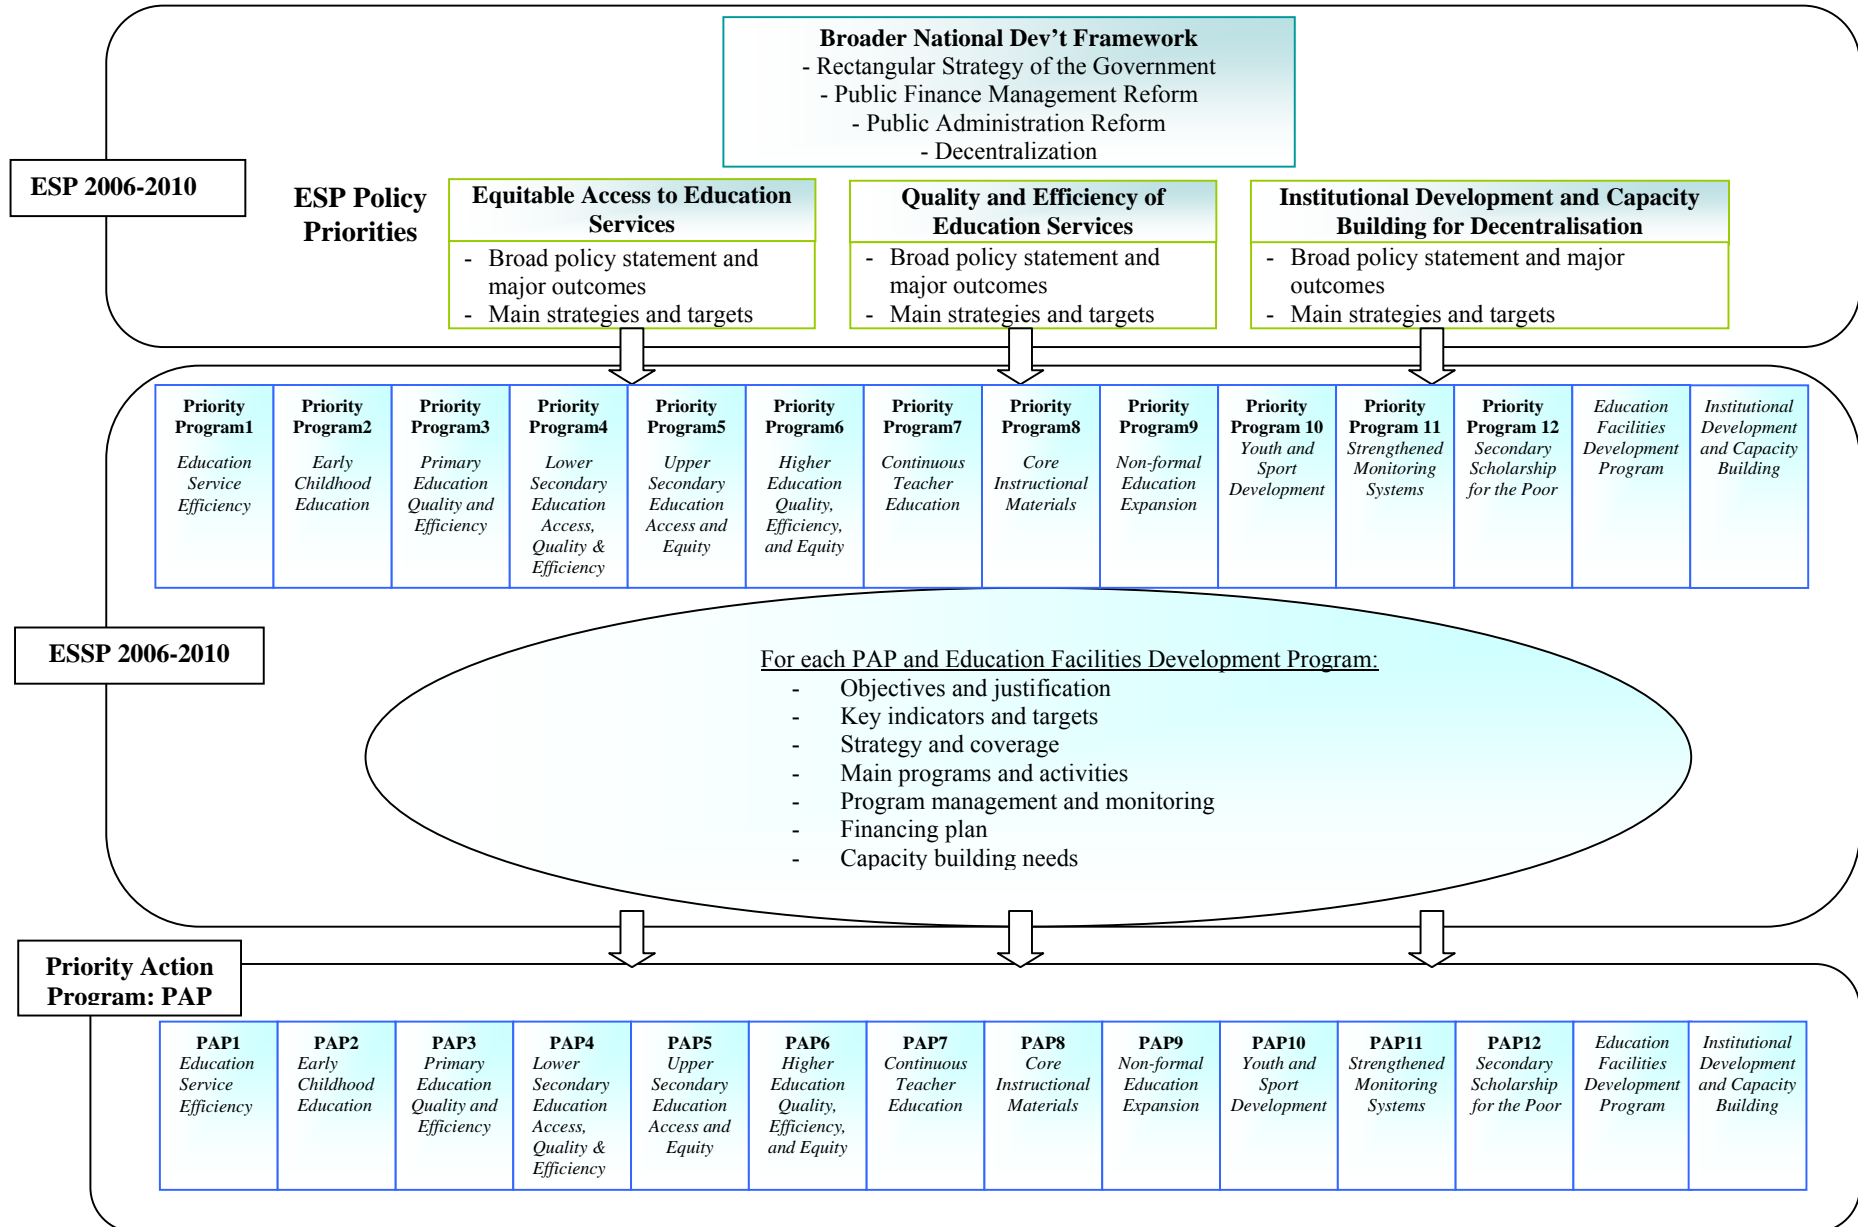 Broader National Dev't Framework
- Rectangular Strategy of the Government
- Public Finance Management Reform
- Public Administration Reform
- Decentralization
ESP 2006-2010
ESP Policy
Priorities
Equitable Access to Education
Services
- Broad policy statement and
major outcomes
- Main strategies and targets
Quality and Efficiency of
Education Services
- Broad policy statement and
major outcomes
- Main strategies and targets
Institutional Development and Capacity
Building for Decentralisation
- Broad policy statement and major
outcomes
- Main strategies and targets
Priority
Program1
Education
Service
Efficiency
Priority
Program2
Early
Childhood
Education
Priority
Program3
Primary
Education
Quality and
Efficiency
Priority
Program4
Lower
Secondary
Education
Access,
Quality &
Efficiency
Priority
Program5
Upper
Secondary
Education
Access and
Equity
Priority
Program6
Higher
Education
Quality,
Efficiency,
and Equity
Priority
Program7
Continuous
Teacher
Education
Priority
Program8
Core
Instructional
Materials
Priority
Program9
Non-formal
Education
Expansion
Priority
Program 10
Youth and
Sport
Development
Priority
Program 11
Strengthened
Monitoring
Systems
Priority
Program 12
Secondary
Scholarship
for the Poor
Education
Facilities
Development
Program
Institutional
Development
and Capacity
Building
ESSP 2006-2010
For each PAP and Education Facilities Development Program:
- Objectives and justification
- Key indicators and targets
- Strategy and coverage
- Main programs and activities
- Program management and monitoring
- Financing plan
- Capacity building needs
Priority Action
Program: PAP
PAP1
Education
Service
Efficiency
PAP2
Early
Childhood
Education
PAP3
Primary
Education
Quality and
Efficiency
PAP4
Lower
Secondary
Education
Access,
Quality &
Efficiency
PAP5
Upper
Secondary
Education
Access and
Equity
PAP6
Higher
Education
Quality,
Efficiency,
and Equity
PAP7
Continuous
Teacher
Education
PAP8
Core
Instructional
Materials
PAP9
Non-formal
Education
Expansion
PAP10
Youth and
Sport
Development
PAP11
Strengthened
Monitoring
Systems
PAP12
Secondary
Scholarship
for the Poor
Education
Facilities
Development
Program
Institutional
Development
and Capacity
Building